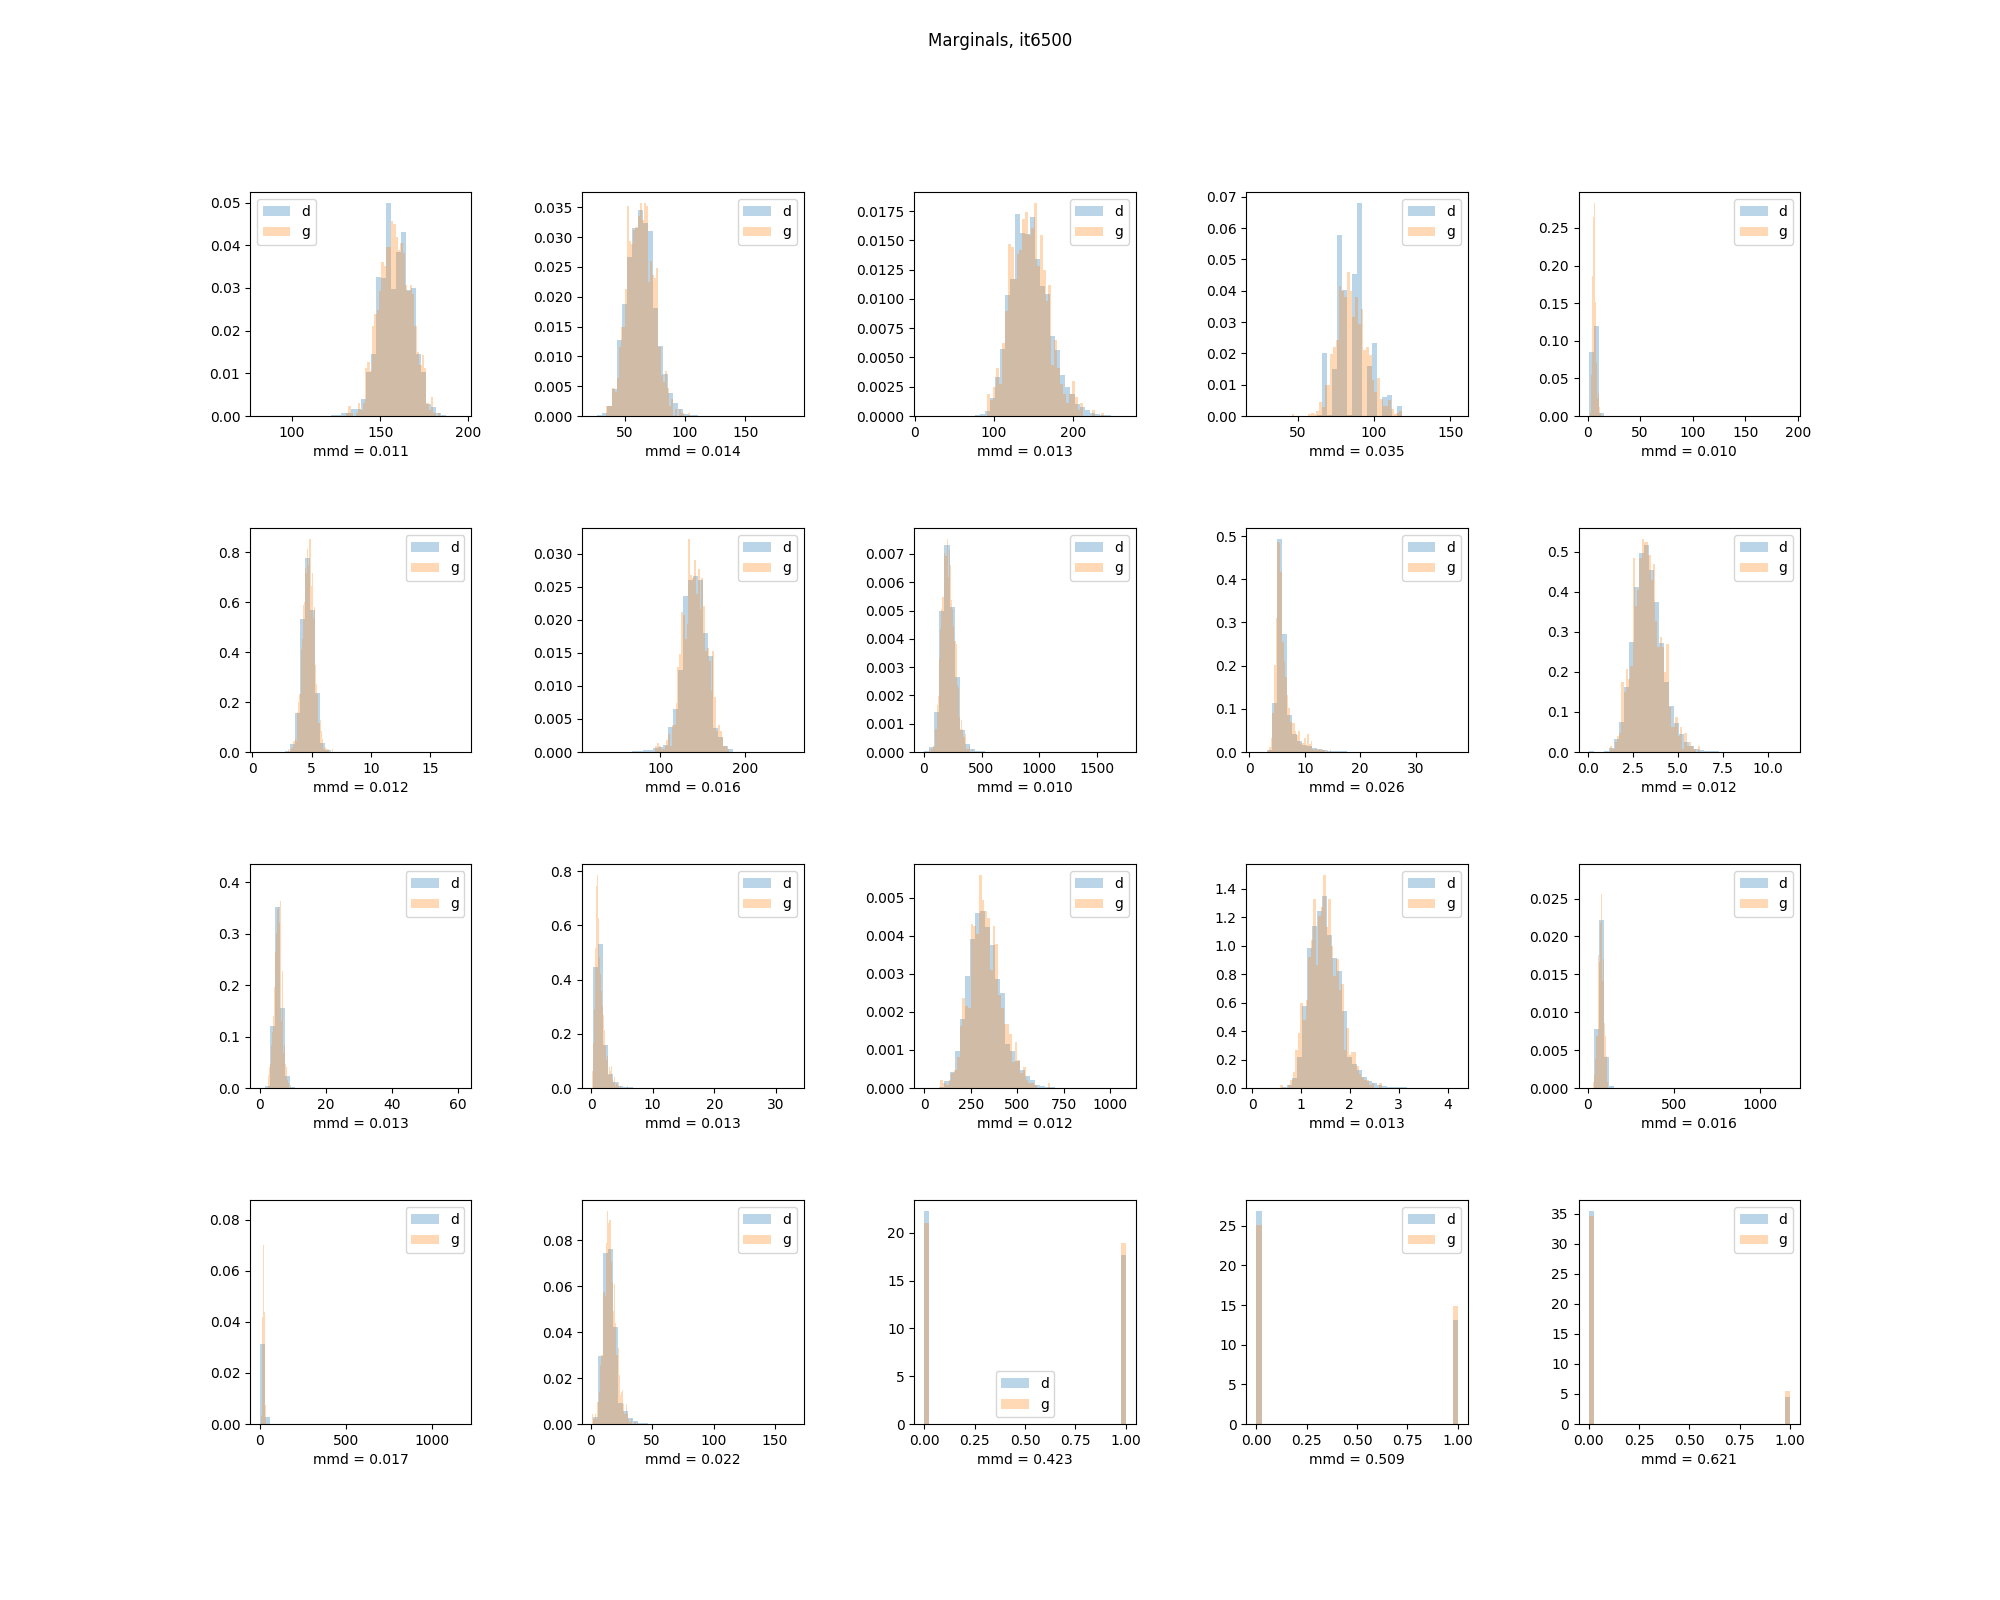 Marginals, it6500
0.05
0.04
0.03
0.02
0.01
0.00
d
g
100 150 200
mmd = 0.011
0.035
0.030
0.025
0.020
0.015
0.010
0.005
0.000
d
g
50 100 150
mmd = 0.014
0.0175
0.0150
0.0125
0.0100
0.0075
0.0050
0.0025
0.0000
d
g
0 100 200
mmd = 0.013
0.07
0.06
0.05
0.04
0.03
0.02
0.01
0.00
d
g
50 100 150
mmd = 0.035
0.25
0.20
0.15
0.10
0.05
0.00
d
g
0 50 100 150 200
mmd = 0.010
0.8
0.6
0.4
0.2
0.0
d
g
0 5 10 15
mmd = 0.012
0.030
0.025
0.020
0.015
0.010
0.005
0.000
d
g
100 200
mmd = 0.016
0.007
0.006
0.005
0.004
0.003
0.002
0.001
0.000
d
g
0 500 1000 1500
mmd = 0.010
0.5
0.4
0.3
0.2
0.1
0.0
d
g
0 10 20 30
mmd = 0.026
0.5
0.4
0.3
0.2
0.1
0.0
d
g
0.0 2.5 5.0 7.5 10.0
mmd = 0.012
0.4
0.3
0.2
0.1
0.0
d
g
0 20 40 60
mmd = 0.013
0.8
0.6
0.4
0.2
0.0
d
g
0 10 20 30
mmd = 0.013
0.005
0.004
0.003
0.002
0.001
0.000
d
g
0 250 500 750 1000
mmd = 0.012
1.4
1.2
1.0
0.8
0.6
0.4
0.2
0.0
d
g
0 1 2 3 4
mmd = 0.013
0.025
0.020
0.015
0.010
0.005
0.000
d
g
0 500 1000
mmd = 0.016
0.08
0.06
0.04
0.02
0.00
d
g
0 500 1000
mmd = 0.017
0.08
0.06
0.04
0.02
0.00
d
g
0 50 100 150
mmd = 0.022
20
15
10
5
0
d
g
0.00 0.25 0.50 0.75 1.00
mmd = 0.423
25
20
15
10
5
0
d
g
0.00 0.25 0.50 0.75 1.00
mmd = 0.509
35
30
25
20
15
10
5
0
d
g
0.00 0.25 0.50 0.75 1.00
mmd = 0.621